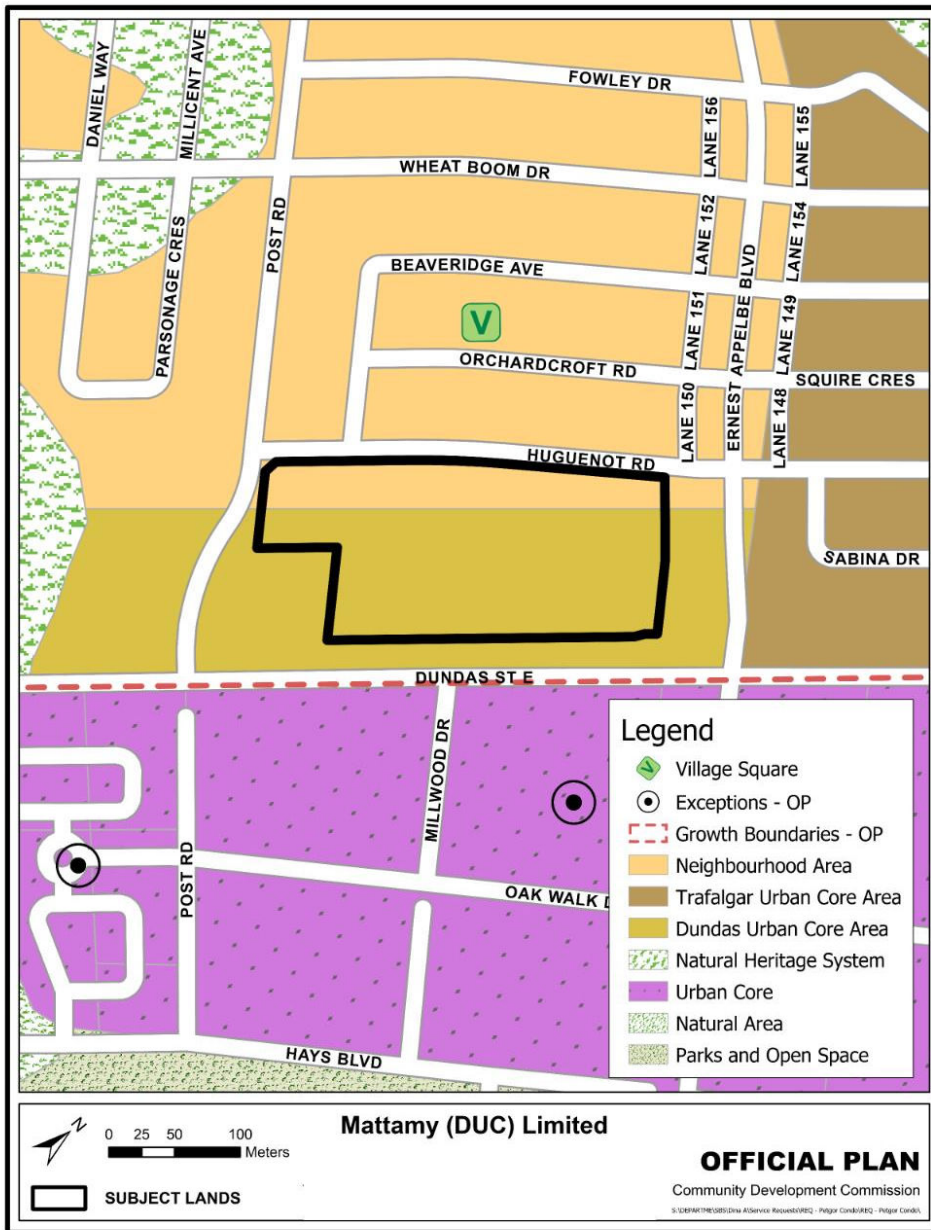 DANIEL WAY
MILLICENT AVE
PARSONAGE CRES
POST RD
FOWLEY DR
LANE 156
LANE 155
WHEAT BOOM DR
LANE 152
LANE 154
BEAVERIDGE AVE
ERNEST APPELBE BLVD
LANE 151
LANE 149
V
ORCHARDCROFT RD
SQUIRE CRES
LANE 150
LANE 148
HUGUENOT RD
SABINA DR
DUNDAS ST E
MILLWOOD DR
POST RD
OAK WALK D
HAYS BLVD
Legend
V Village Square
Exceptions - OP
Growth Boundaries - OP
Neighbourhood Area
Trafalgar Urban Core Area
Dundas Urban Core Area
Natural Heritage System
Urban Core
Natural Area
Parks and Open Space
Mattamy (DUC) Limited
N
0 25 50 100
Meters
SUBJECT LANDS
OFFICIAL PLAN
Community Development Commission